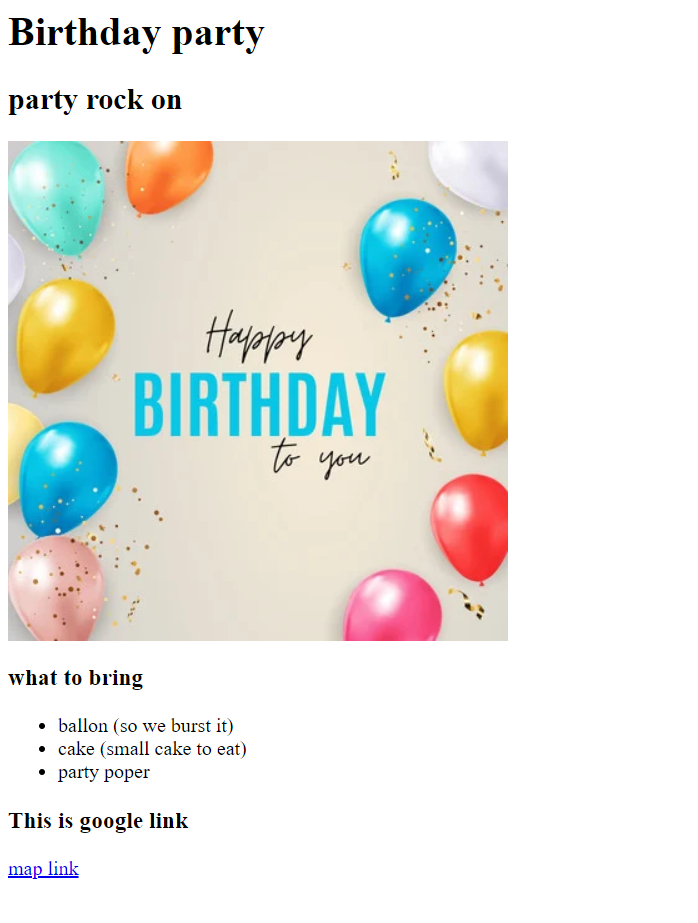 Birthday party
party rock on
Happy
BIRTHDAY
to you
what to bring
ballon (so we burst it)
cake (small cake to eat)
party poper
This is google link
map link